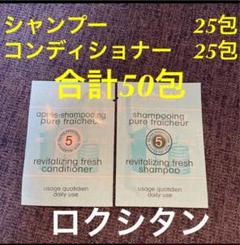 シャンプー 25包
コンディショナー 25包
合計50包
après-shampooing
pure fraîcheur
5
revitalizing fresh
conditioner
usage quotidien
daily use
shampooing
pure fraîcheur
5
revitalizing fresh
shampoo
usage quotidien
daily use
ロクシタン